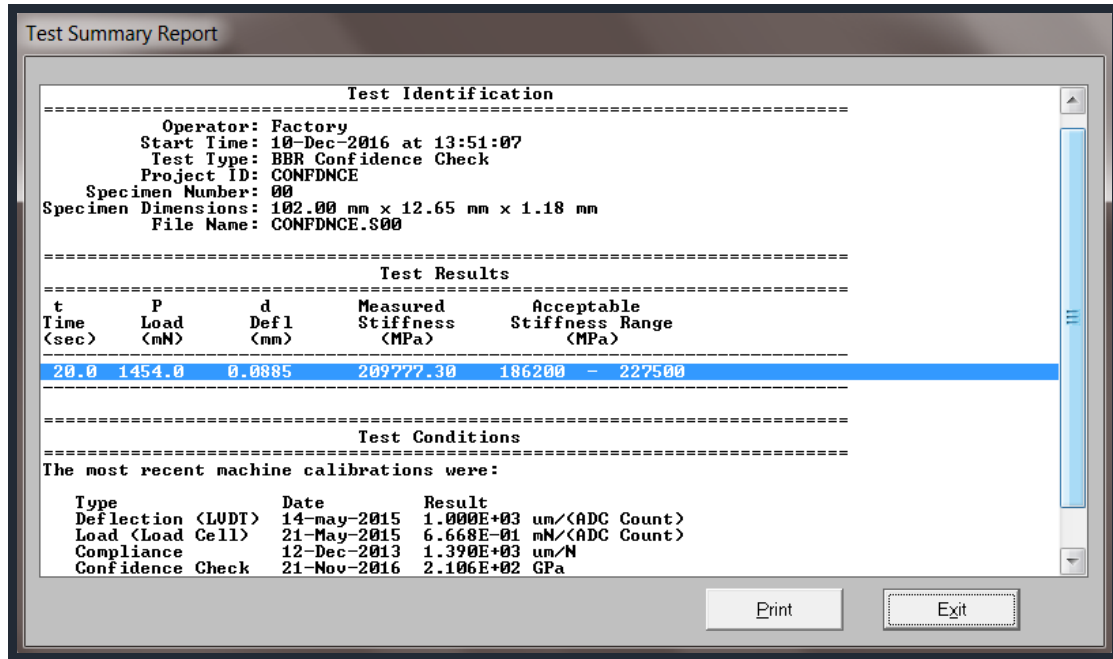 Test Summary Report
Test Identification
==========================================================================================
Operator: Factory
Start Time: 10-Dec-2016 at 13:51:07
Test Type: BBR Confidence Check
Project ID: CONFDNCE
Specimen Number: 00
Specimen Dimensions: 102.00 mm x 12.65 mm x 1.18 mm
File Name: CONFDNCE.S00
==========================================================================================
Test Results
==========================================================================================
t P d Measured Acceptable
Time Load Defl Stiffness Stiffness Range
(sec) (mN) (mm) (MPa) (MPa)
------------------------------------------------------------------------------------------
20.0 1454.0 0.0885 209777.30 186200 - 227500
------------------------------------------------------------------------------------------
==========================================================================================
Test Conditions
==========================================================================================
The most recent machine calibrations were:
Type Date Result
Deflection (LVDT) 14-may-2015 1.000E+03 um/(ADC Count)
Load (Load Cell) 21-May-2015 6.668E-01 mN/(ADC Count)
Compliance 12-Dec-2013 1.390E+03 um/N
Confidence Check 21-Nov-2016 2.106E+02 GPa
Print Exit